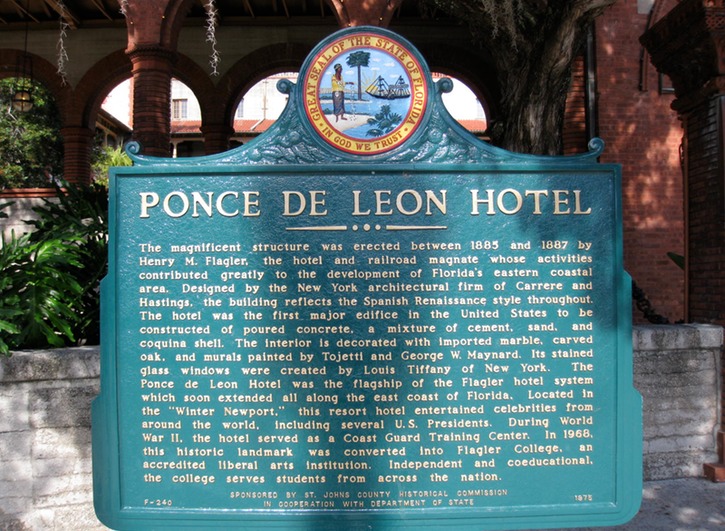 GREAT SEAL OF THE STATE OF FLORIDA
IN GOD WE TRUST
PONCE DE LEON HOTEL
The magnificent structure was erected between 1885 and 1887 by
Henry M. Flagler, the hotel and railroad magnate whose activities
contributed greatly to the development of Florida's eastern coastal
area. Designed by the New York architectural firm of Carrere and
Hastings, the building reflects the Spanish Renaissance style throughout.
The hotel was the first major edifice in the United States to be
constructed of poured concrete, a mixture of cement, sand, and
coquina shell. The interior is decorated with imported marble, carved
oak, and murals painted by Tojetti and George W. Maynard. Its stained
glass windows were created by Louis Tiffany of New York. The
Ponce de Leon Hotel was the flagship of the Flagler hotel system
which soon extended all along the east coast of Florida. Located in
the "Winter Newport," this resort hotel entertained celebrities from
around the world, including several U.S. Presidents. During World
War II, the hotel served as a Coast Guard Training Center. In 1968,
this historic landmark was converted into Flagler College, an
accredited liberal arts institution. Independent and coeducational,
the college serves students from across the nation.
SPONSORED BY ST. JOHNS COUNTY HISTORICAL COMMISSION
F-240 IN COOPERATION WITH DEPARTMENT OF STATE 1975